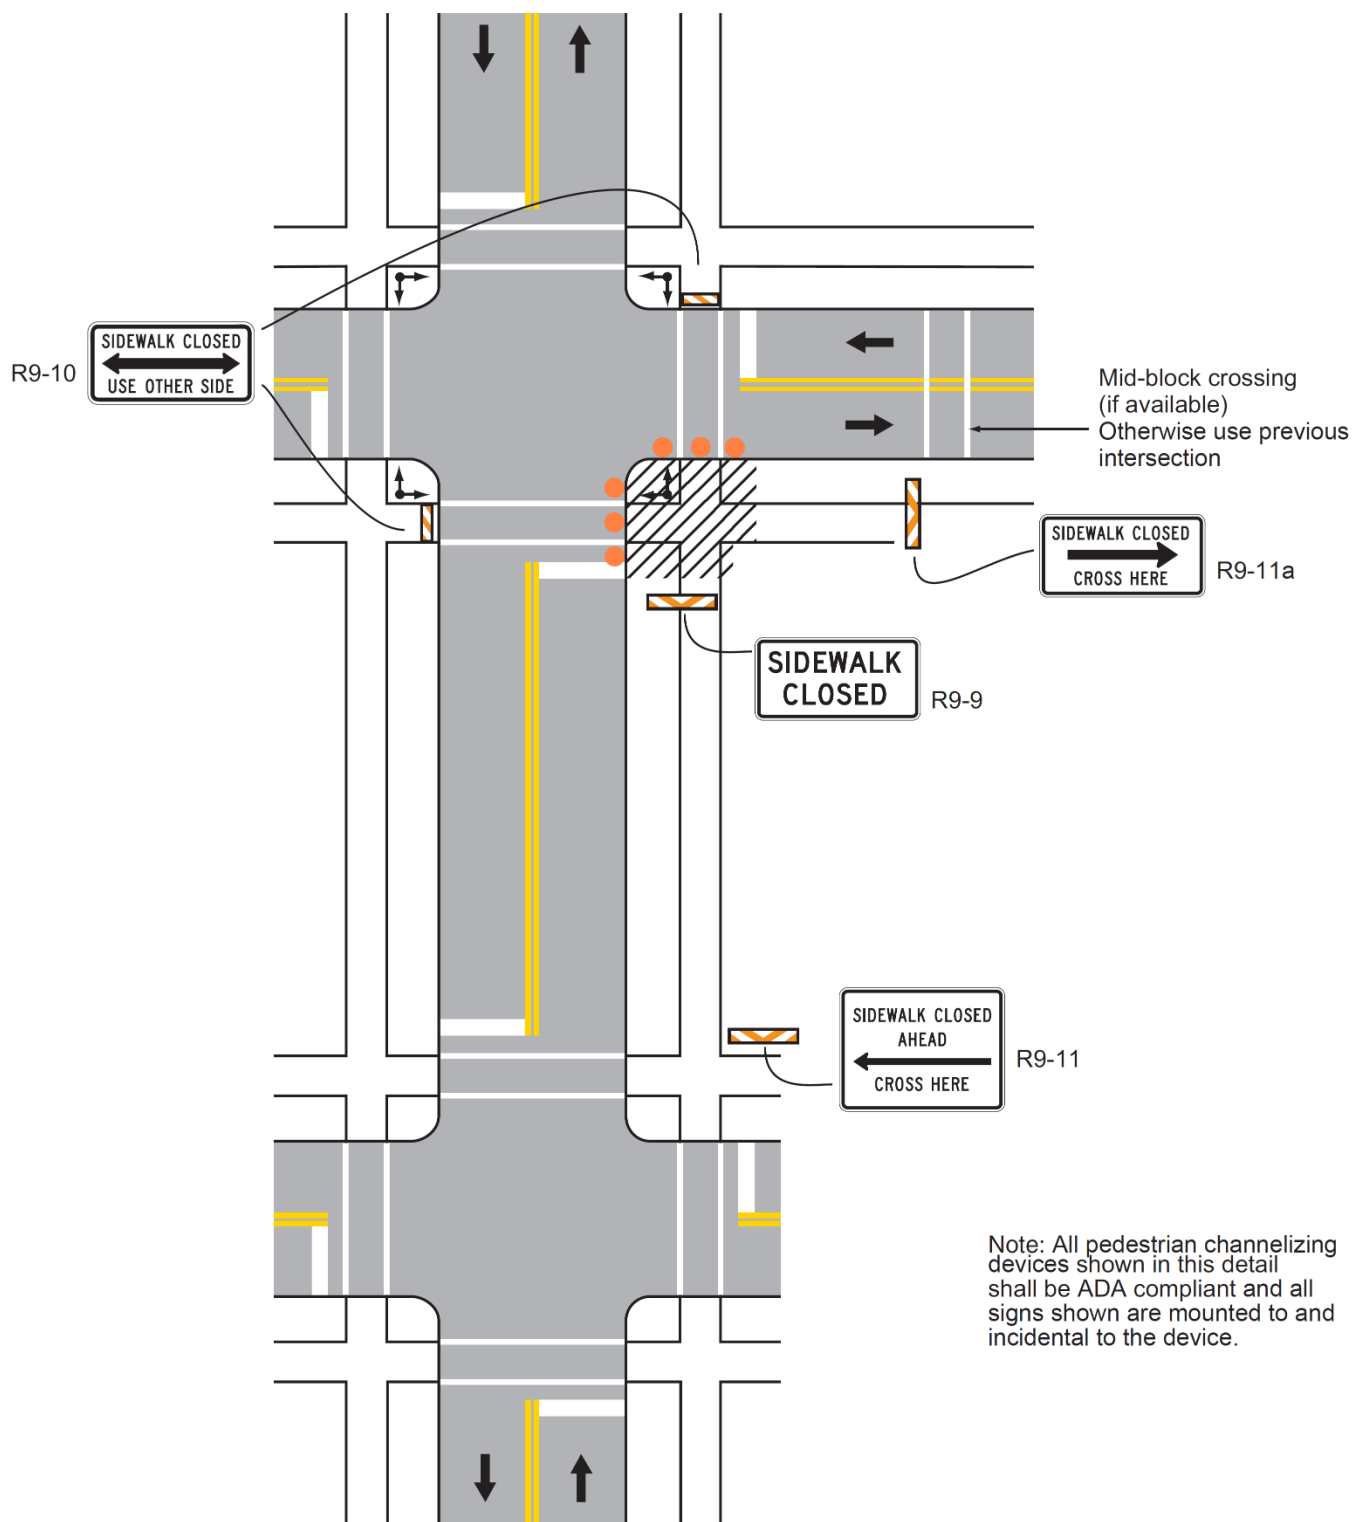 R9-10
SIDEWALK CLOSED
USE OTHER SIDE
Mid-block crossing
(if available)
Otherwise use previous
intersection
SIDEWALK CLOSED
CROSS HERE
R9-11a
SIDEWALK
CLOSED
R9-9
SIDEWALK CLOSED
AHEAD
CROSS HERE
R9-11
Note: All pedestrian channelizing
devices shown in this detail
shall be ADA compliant and all
signs shown are mounted to and
incidental to the device.